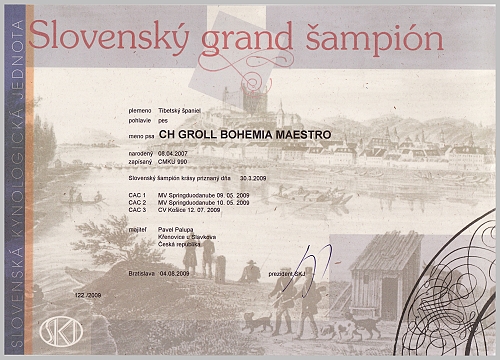 Slovenský grand šampión
SLOVENSKÁ KYNOLOGICKÁ JEDNOTA
plemeno Tibetský španiel
pohlavie pes
meno psa CH GROLL BOHEMIA MAESTRO
narodený 08.04.2007
zapísaný CMKU 990
Slovenský šampión krásy priznaný dňa 30.3.2009
CAC 1 MV Springduodanube 09. 05. 2009
CAC 2 MV Springduodanube 10. 05. 2009
CAC 3 CV Košice 12. 07. 2009
majiteľ Pavel Palupa
Křenovice u Slavkova
Česká republika
Bratislava 04.08.2009 prezident SKJ
122./2009
SKJ